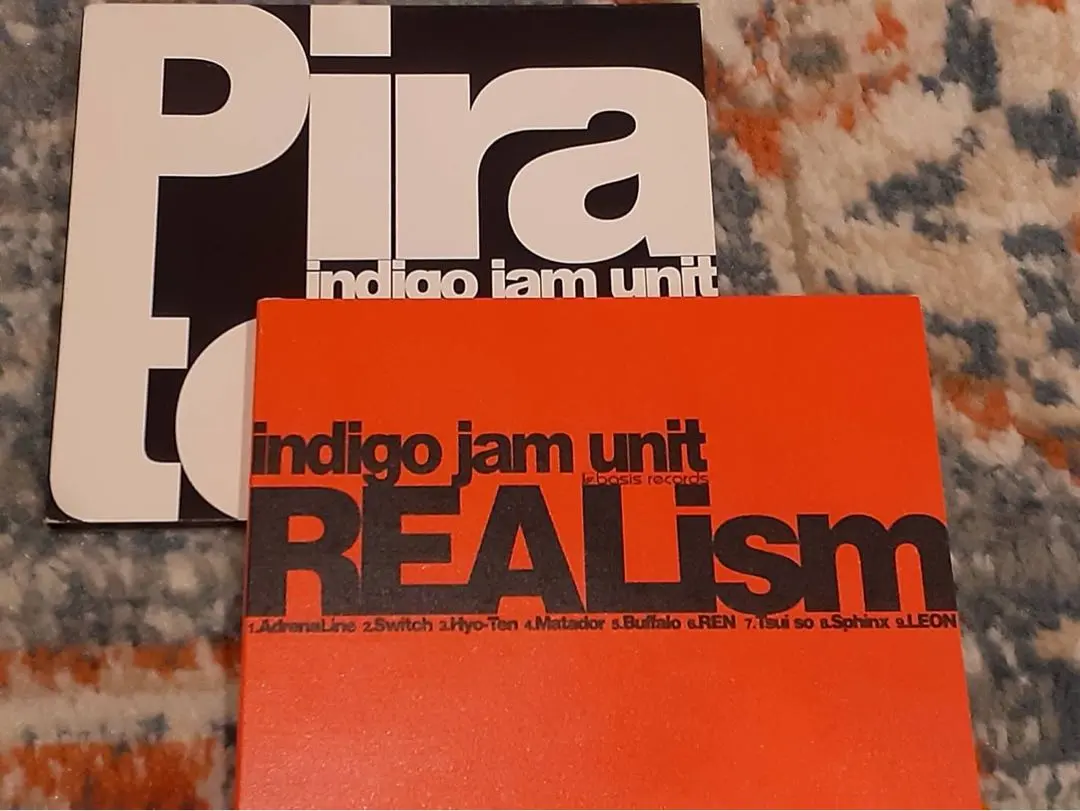 Pira
indigo jam unit
t
indigo jam unit
basis records
REALism
1.AdrenaLine 2.Switch 3.Hyo-Ten 4.Matador 5.Buffalo 6.REN 7.Tsui so 8.Sphinx 9.LEON